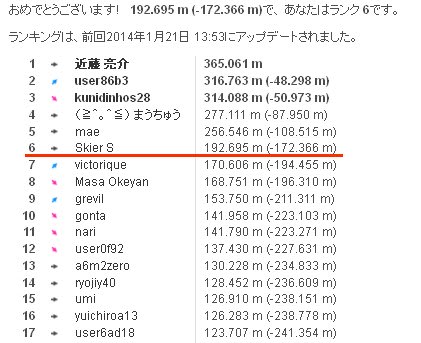 おめでとうございます! 192.695 m (-172.366 m)で、あなたはランク 6です。
ランキングは、前回2014年1月21日 13:53にアップデートされました。
1 近藤 亮介 365.061 m
2 user86b3 316.763 m (-48.298 m)
3 kunidinhos28 314.088 m (-50.973 m)
4 (≧^。^≦) まうちゅう 277.111 m (-87.950 m)
5 mae 256.546 m (-108.515 m)
6 Skier S 192.695 m (-172.366 m)
7 victorique 170.606 m (-194.455 m)
8 Masa Okeyan 168.751 m (-196.310 m)
9 grevil 153.750 m (-211.311 m)
10 gonta 141.958 m (-223.103 m)
11 nari 141.790 m (-223.271 m)
12 user0f92 137.430 m (-227.631 m)
13 a6m2zero 130.228 m (-234.833 m)
14 ryojiy40 128.452 m (-236.609 m)
15 umi 126.910 m (-238.151 m)
16 yuichiroa13 126.283 m (-238.778 m)
17 user6ad18 123.707 m (-241.354 m)